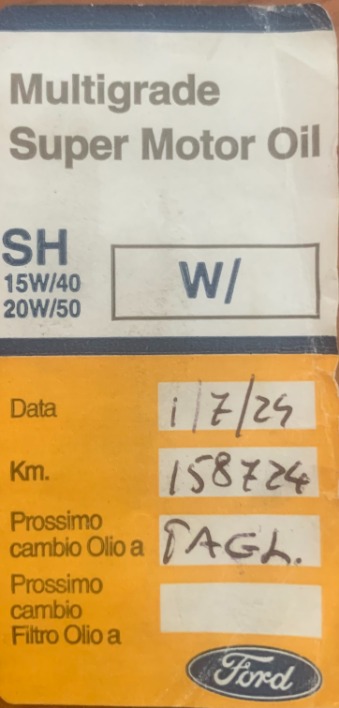 Multigrade
Super Motor Oil
SH
15W/40
20W/50
W/
Data 1/7/24
Km. 158724
Prossimo
cambio Olio a TAGL.
Prossimo
cambio
Filtro Olio a
Ford